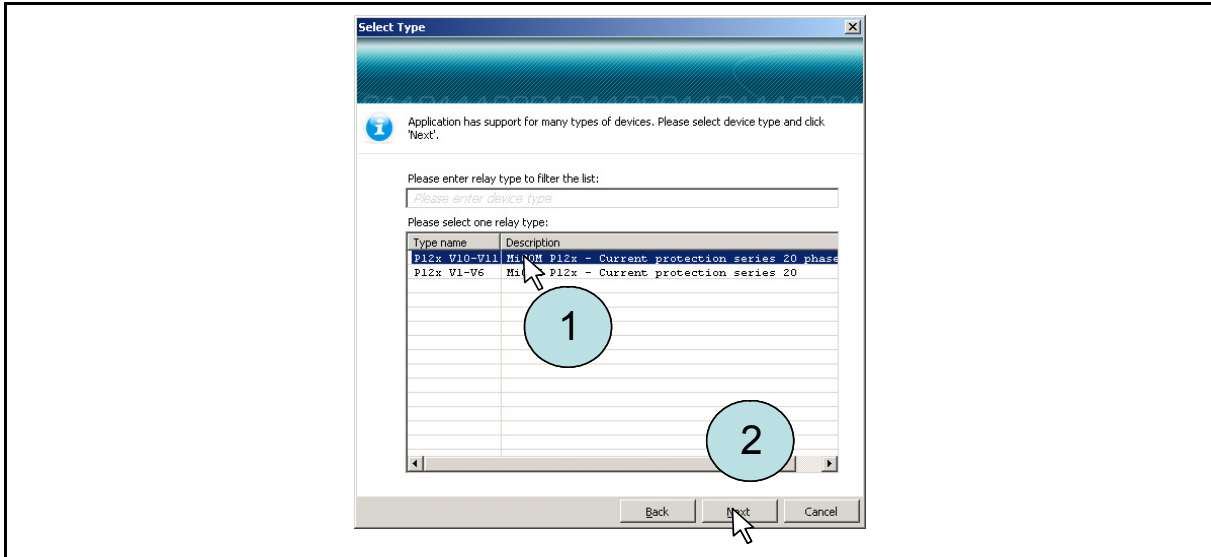 Select Type
Application has support for many types of devices. Please select device type and click
'Next'.
Please enter relay type to filter the list:
Please enter device type
Please select one relay type:
Type name Description
P12x V10-V11 MiCOM P12x - Current protection series 20 phase
P12x V1-V6 P12x - Current protection series 20
1
2
Back Next Cancel